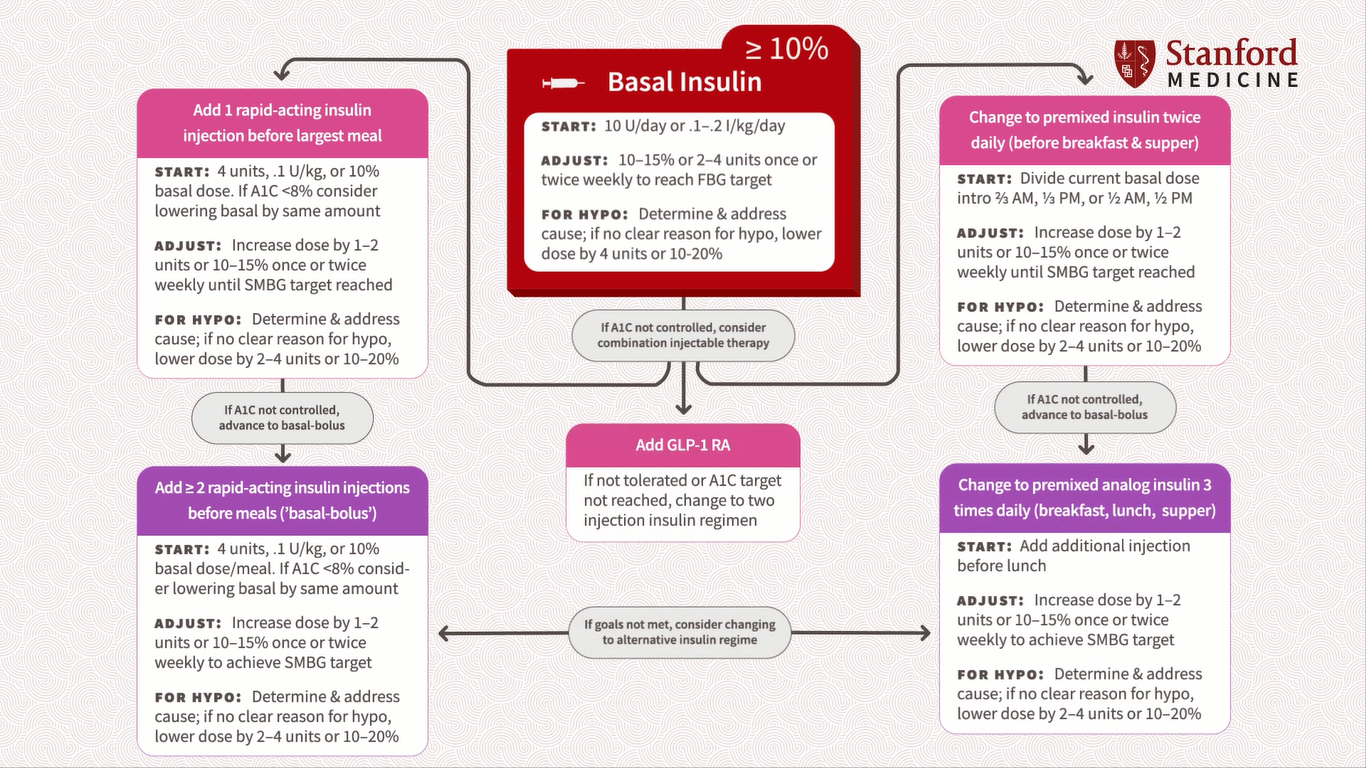 ≥ 10%
Basal Insulin
START: 10 U/day or .1–.2 I/kg/day
ADJUST: 10–15% or 2–4 units once or
twice weekly to reach FBG target
FOR HYPO: Determine & address
cause; if no clear reason for hypo, lower
dose by 4 units or 10-20%
Stanford
MEDICINE
If A1C not controlled, consider
combination injectable therapy
Add 1 rapid-acting insulin
injection before largest meal
START: 4 units, .1 U/kg, or 10%
basal dose. If A1C <8% consider
lowering basal by same amount
ADJUST: Increase dose by 1–2
units or 10–15% once or twice
weekly until SMBG target reached
FOR HYPO: Determine & address
cause; if no clear reason for hypo,
lower dose by 2–4 units or 10–20%
If A1C not controlled,
advance to basal-bolus
Add ≥ 2 rapid-acting insulin injections
before meals ('basal-bolus')
START: 4 units, .1 U/kg, or 10%
basal dose/meal. If A1C <8% consid-
er lowering basal by same amount
ADJUST: Increase dose by 1–2
units or 10–15% once or twice
weekly to achieve SMBG target
FOR HYPO: Determine & address
cause; if no clear reason for hypo,
lower dose by 2–4 units or 10–20%
Add GLP-1 RA
If not tolerated or A1C target
not reached, change to two
injection insulin regimen
If goals not met, consider changing
to alternative insulin regime
Change to premixed insulin twice
daily (before breakfast & supper)
START: Divide current basal dose
intro ⅔ AM, ⅓ PM, or ½ AM, ½ PM
ADJUST: Increase dose by 1–2
units or 10–15% once or twice
weekly until SMBG target reached
FOR HYPO: Determine & address
cause; if no clear reason for hypo,
lower dose by 2–4 units or 10–20%
If A1C not controlled,
advance to basal-bolus
Change to premixed analog insulin 3
times daily (breakfast, lunch, supper)
START: Add additional injection
before lunch
ADJUST: Increase dose by 1–2
units or 10–15% once or twice
weekly to achieve SMBG target
FOR HYPO: Determine & address
cause; if no clear reason for hypo,
lower dose by 2–4 units or 10–20%